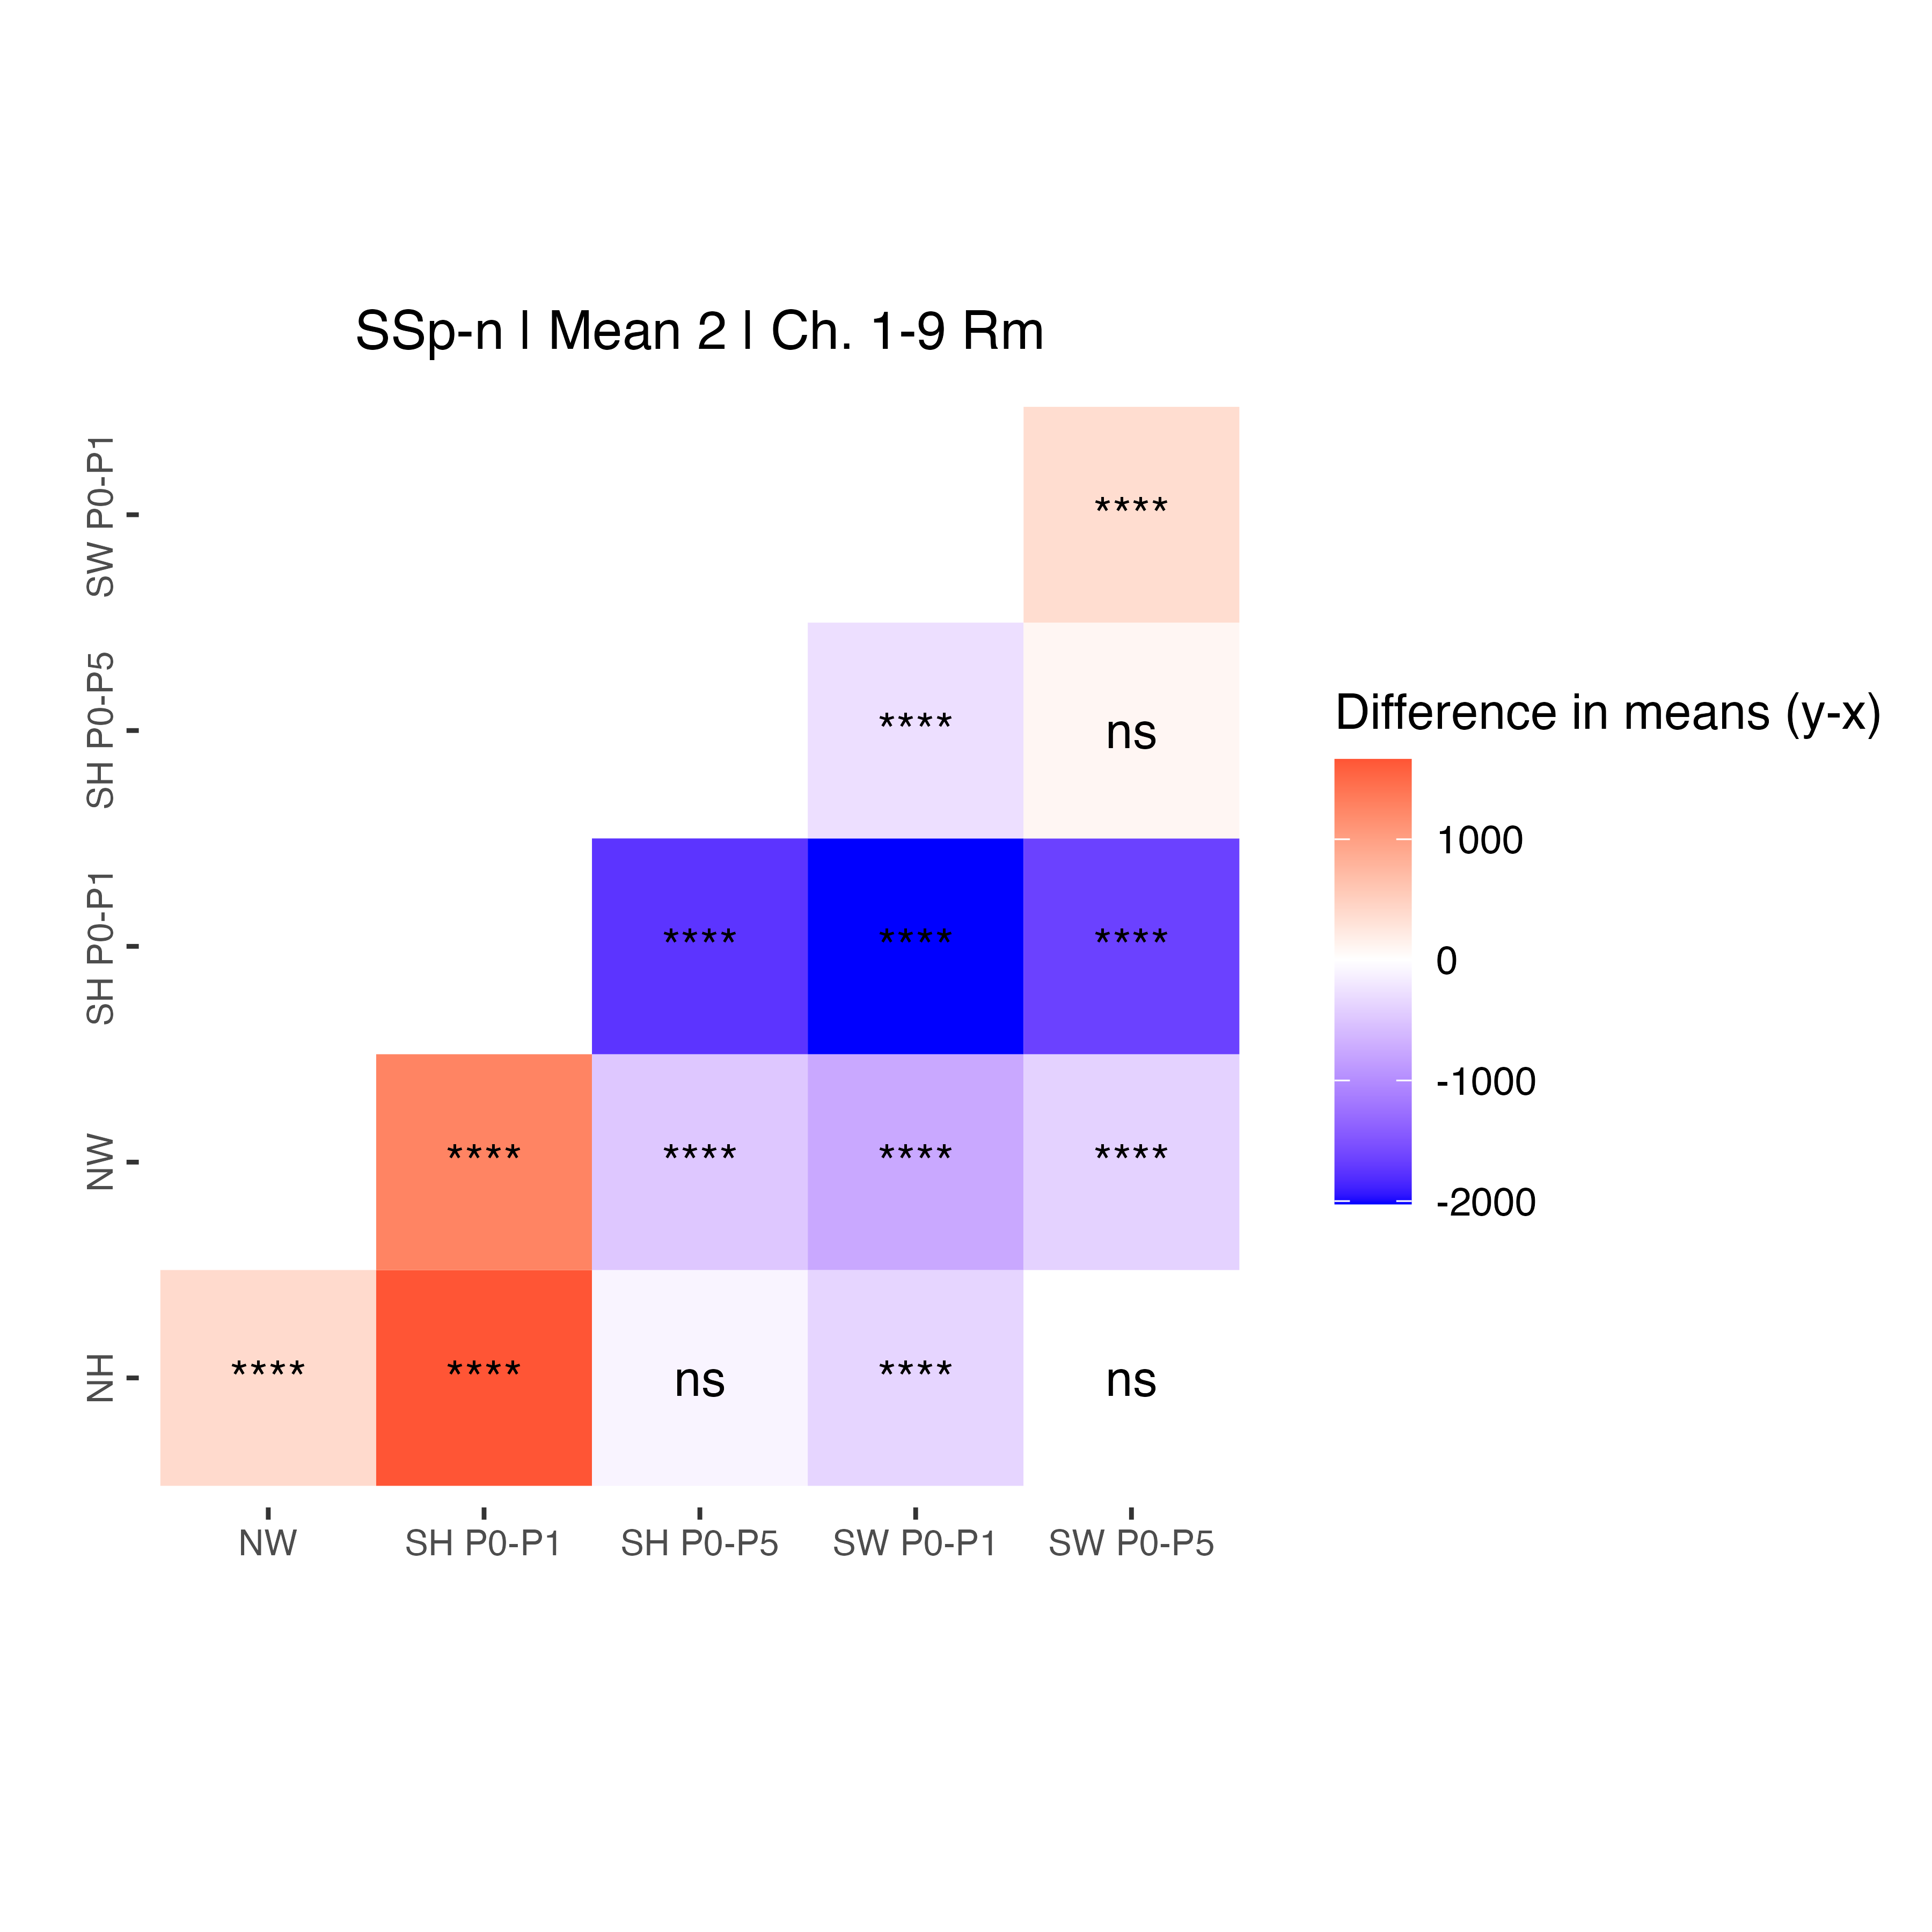 SSp-n | Mean 2 | Ch. 1-9 Rm
SW P0-P1
****
SH P0-P5
**** ns
SH P0-P1
**** **** ****
NW
**** **** **** ****
NH
**** **** ns **** ns
NW SH P0-P1 SH P0-P5 SW P0-P1 SW P0-P5
Difference in means (y-x)
1000
0
-1000
-2000